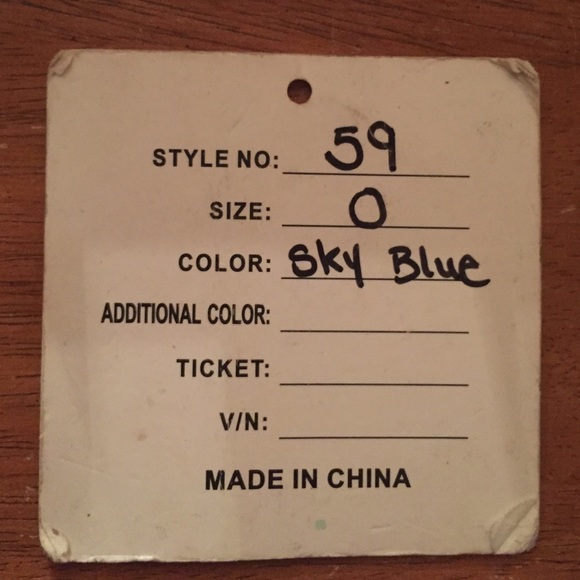 STYLE NO: 59
SIZE: 0
COLOR: Sky Blue
ADDITIONAL COLOR:
TICKET:
V/N:
MADE IN CHINA